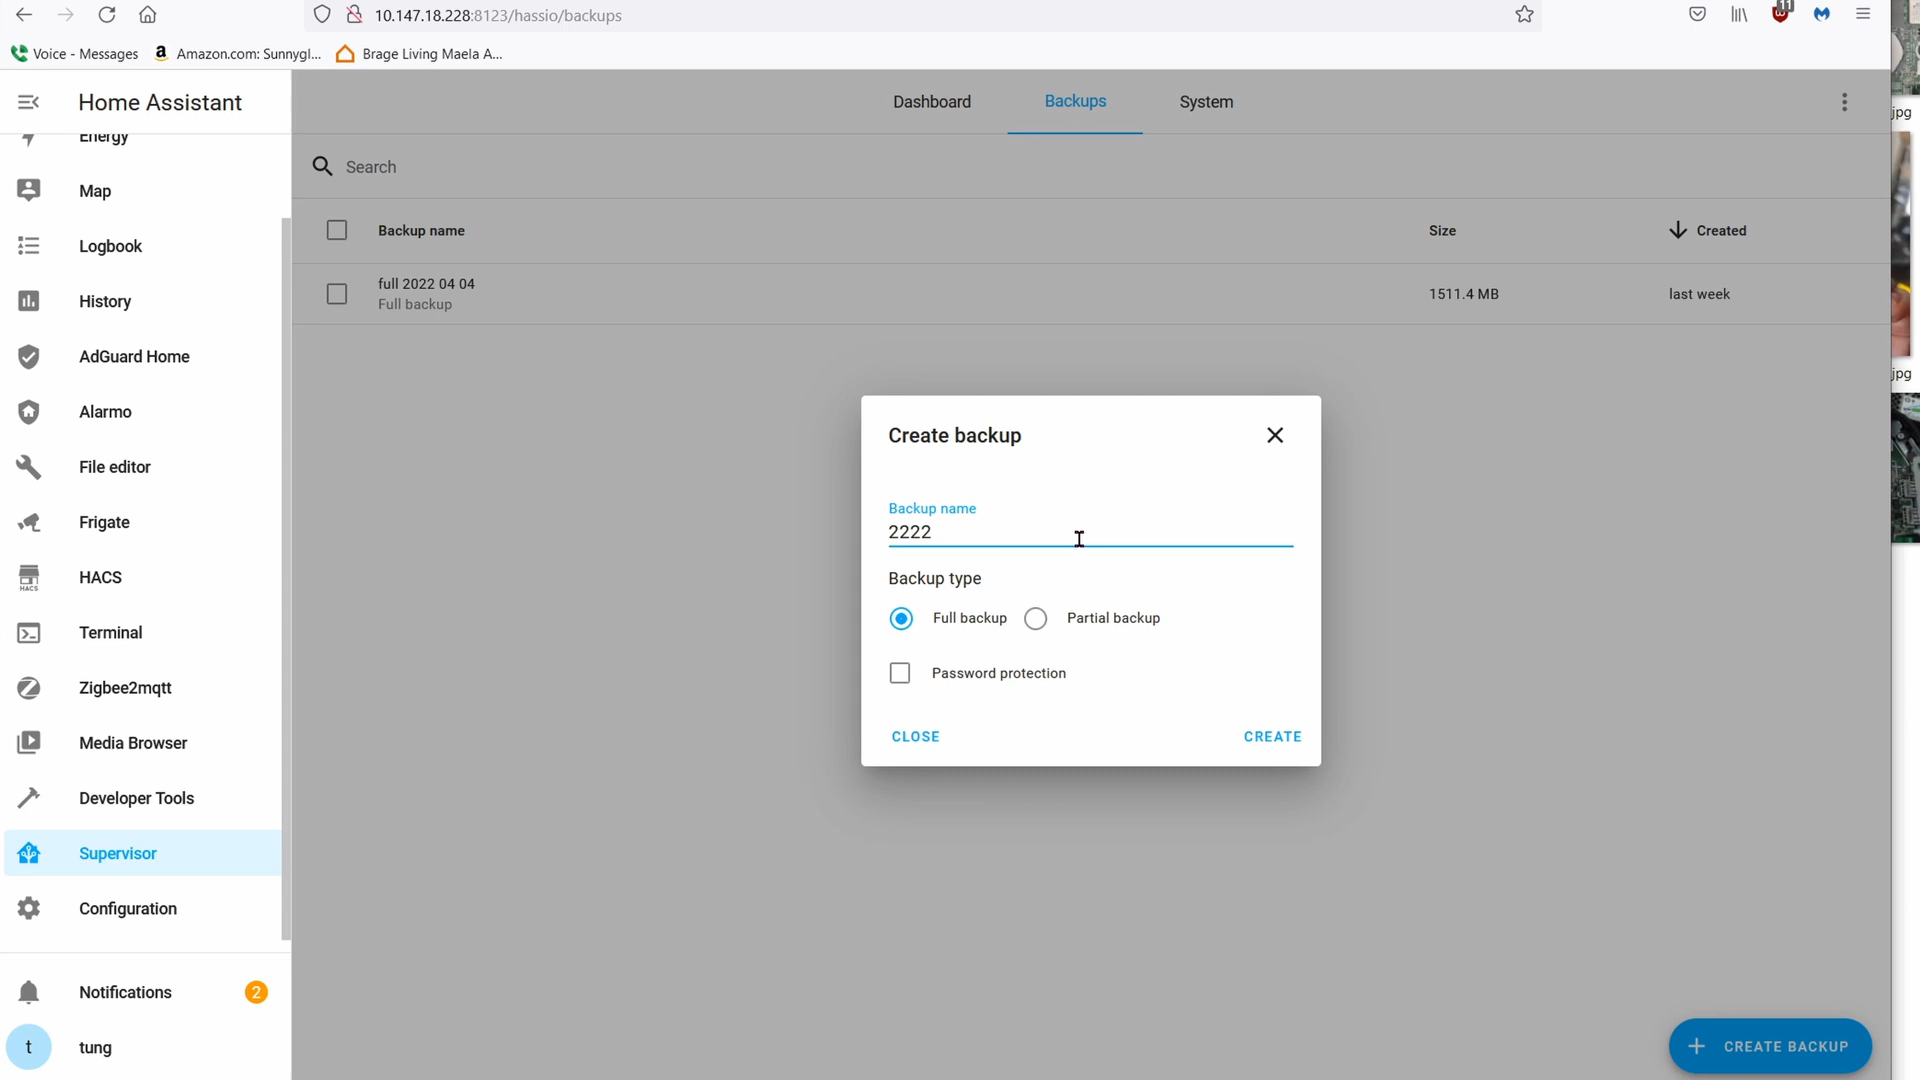 10.147.18.228:8123/hassio/backups
11
Voice - Messages
a Amazon.com: Sunnygl...
Brage Living Maela A...
Home Assistant
Dashboard
Backups
System
jpg
Energy
Search
Map
Backup name
Size
Created
Logbook
full 2022 04 04
Full backup
1511.4 MB
last week
History
AdGuard Home
jpg
Alarmo
Create backup
File editor
Backup name
2222
Frigate
HACS
HACS
Backup type
Full backup
Partial backup
Terminal
Password protection
Zigbee2mqtt
Media Browser
CLOSE
CREATE
Developer Tools
Supervisor
Configuration
Notifications
2
t
tung
CREATE BACKUP